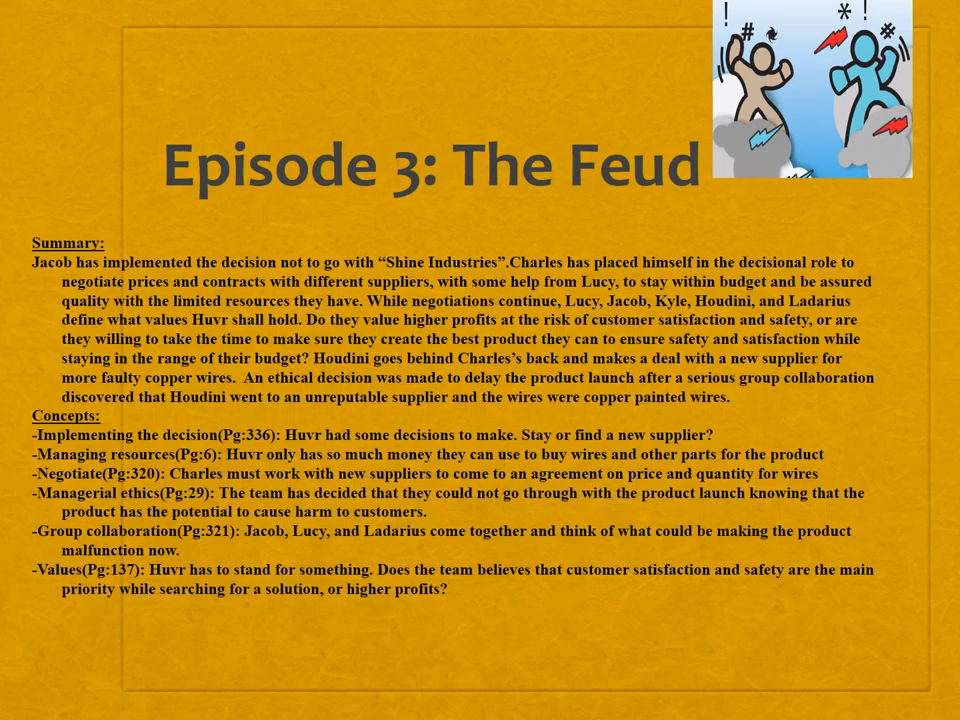 ! # * ! #
Episode 3: The Feud
Summary:
Jacob has implemented the decision not to go with “Shine Industries”.Charles has placed himself in the decisional role to
negotiate prices and contracts with different suppliers, with some help from Lucy, to stay within budget and be assured
quality with the limited resources they have. While negotiations continue, Lucy, Jacob, Kyle, Houdini, and Ladarius
define what values Huvr shall hold. Do they value higher profits at the risk of customer satisfaction and safety, or are
they willing to take the time to make sure they create the best product they can to ensure safety and satisfaction while
staying in the range of their budget? Houdini goes behind Charles’s back and makes a deal with a new supplier for
more faulty copper wires.  An ethical decision was made to delay the product launch after a serious group collaboration
discovered that Houdini went to an unreputable supplier and the wires were copper painted wires.
Concepts:
-Implementing the decision(Pg:336): Huvr had some decisions to make. Stay or find a new supplier?
-Managing resources(Pg:6): Huvr only has so much money they can use to buy wires and other parts for the product
-Negotiate(Pg:320): Charles must work with new suppliers to come to an agreement on price and quantity for wires
-Managerial ethics(Pg:29): The team has decided that they could not go through with the product launch knowing that the
product has the potential to cause harm to customers.
-Group collaboration(Pg:321): Jacob, Lucy, and Ladarius come together and think of what could be making the product
malfunction now.
-Values(Pg:137): Huvr has to stand for something. Does the team believes that customer satisfaction and safety are the main
priority while searching for a solution, or higher profits?